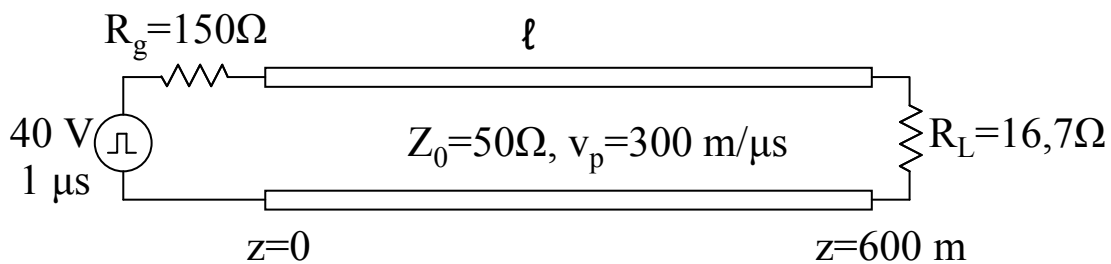 R_g=150Ω
ℓ
40 V
1 μs
Z_0=50Ω, v_p=300 m/μs
R_L=16,7Ω
z=0
z=600 m